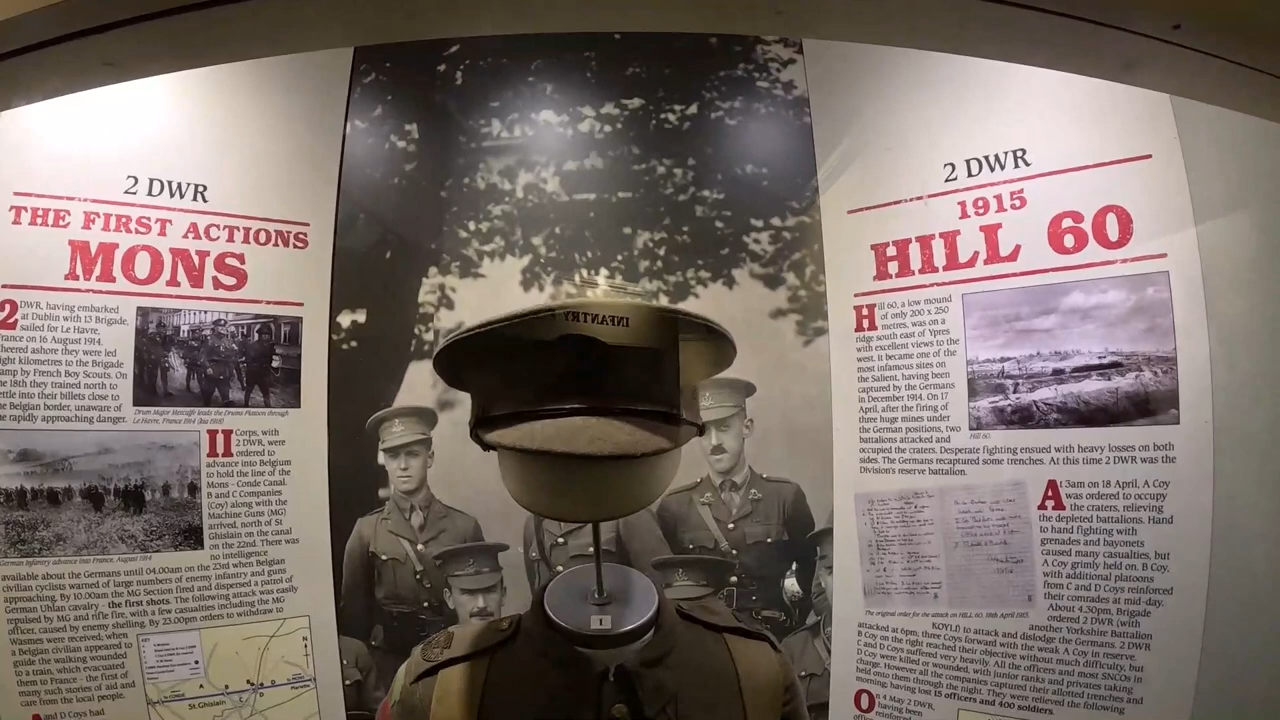 2 DWR
THE FIRST ACTIONS
MONS
2 DWR, having embarked
at Dublin with 13 Brigade,
sailed for Le Havre,
France on 16 August 1914.
Cheered ashore they were led
eight kilometres to the Brigade
camp by French Boy Scouts. On
the 18th they trained north to
settle into their billets close to
the Belgian border, unaware of
the rapidly approaching danger.
Drum Major Metcalfe leads the Drums Platoon through
Le Havre, France 1914 (kia 1918)
German Infantry advance into France, August 1914
II Corps, with
2 DWR, were
ordered to
advance into Belgium
to hold the line of the
Mons - Conde Canal.
B and C Companies
(Coy) along with the
Machine Guns (MG)
arrived, north of St
Ghislain on the canal
on the 22nd. There was
no intelligence
available about the Germans until 04.00am on the 23rd when Belgian
civilian cyclists warned of large numbers of enemy infantry and guns
approaching. By 10.00am the MG Section fired and dispersed a patrol of
German Uhlan cavalry - the first shots. The following attack was easily
repulsed by MG and rifle fire, with a few casualties including the MG
officer, caused by enemy shelling. By 23.00pm orders to withdraw to
Wasmes were received; when
a Belgian civilian appeared to
guide the walking wounded
to a train, which evacuated
them to France - the first of
many such stories of aid and
care from the local people.
A and D Coys had
KEY
N
A
B
B
D
St.Ghislain
INFANTRY
1
2 DWR
1915
HILL 60
Hill 60, a low mound
of only 200 x 250
metres, was on a
ridge south east of Ypres
with excellent views to the
west. It became one of the
most infamous sites on
the Salient, having been
captured by the Germans
in December 1914. On 17
April, after the firing of
three huge mines under
the German positions, two
battalions attacked and
occupied the craters. Desperate fighting ensued with heavy losses on both
sides. The Germans recaptured some trenches. At this time 2 DWR was the
Division's reserve battalion.
Hill 60.
The original order for the attack on HILL 60. 18th April 1915.
At 3am on 18 April, A Coy
was ordered to occupy
the craters, relieving
the depleted battalions. Hand
to hand fighting with
grenades and bayonets
caused many casualties, but
A Coy grimly held on. B Coy,
with additional platoons
from C and D Coys reinforced
their comrades at mid-day.
About 4.30pm, Brigade
ordered 2 DWR (with
another Yorkshire Battalion
KOYLI) to attack and dislodge the Germans. 2 DWR
attacked at 6pm; three Coys forward with the weak A Coy in reserve.
B Coy on the right reached their objective without much difficulty, but
C and D Coys suffered very heavily. All the officers and most SNCOs in
D Coy were killed or wounded, with junior ranks and privates taking
charge. However all the companies captured their allotted trenches and
held onto them through the night. They were relieved the following
morning; having lost 15 officers and 400 soldiers.
On 4 May 2 DWR,
having been
reinforced